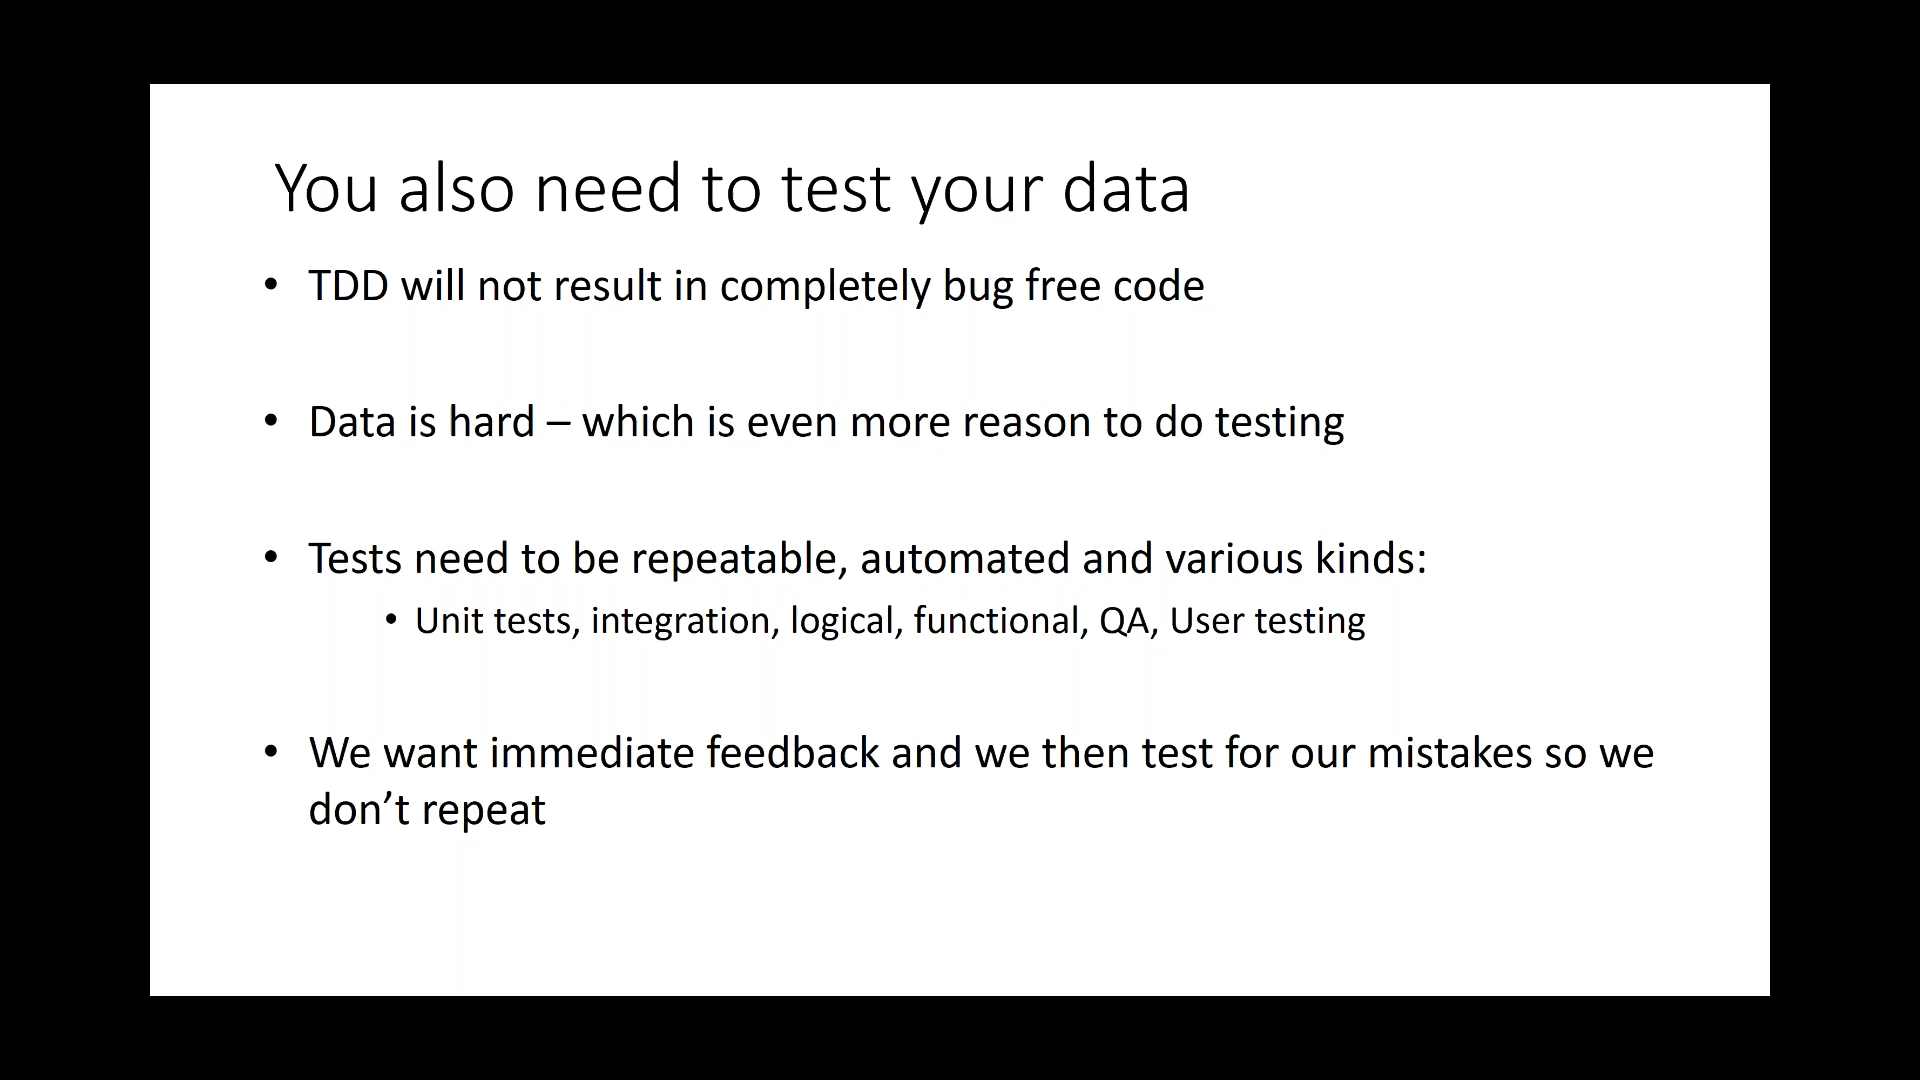 You also need to test your data
• TDD will not result in completely bug free code
• Data is hard – which is even more reason to do testing
• Tests need to be repeatable, automated and various kinds:
• Unit tests, integration, logical, functional, QA, User testing
• We want immediate feedback and we then test for our mistakes so we
don’t repeat